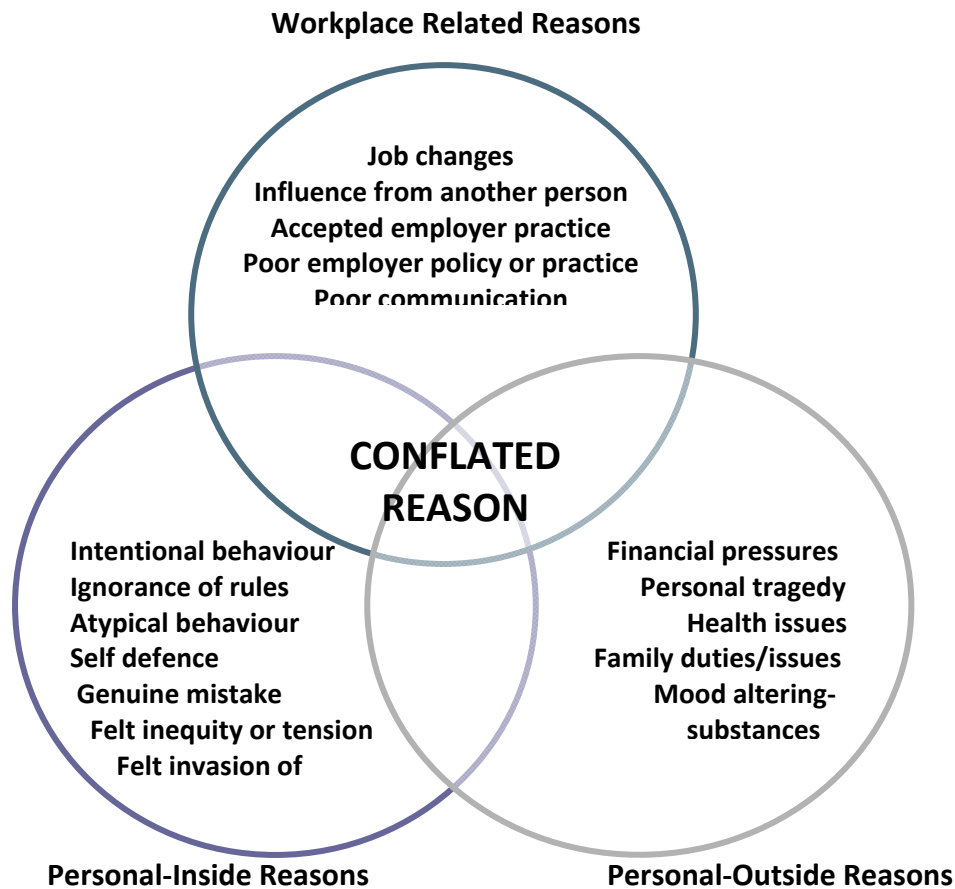 Workplace Related Reasons
Job changes
Influence from another person
Accepted employer practice
Poor employer policy or practice
Poor communication
CONFLATED
REASON
Intentional behaviour
Ignorance of rules
Atypical behaviour
Self defence
Genuine mistake
Felt inequity or tension
Felt invasion of
Financial pressures
Personal tragedy
Health issues
Family duties/issues
Mood altering-
substances
Personal-Inside Reasons
Personal-Outside Reasons